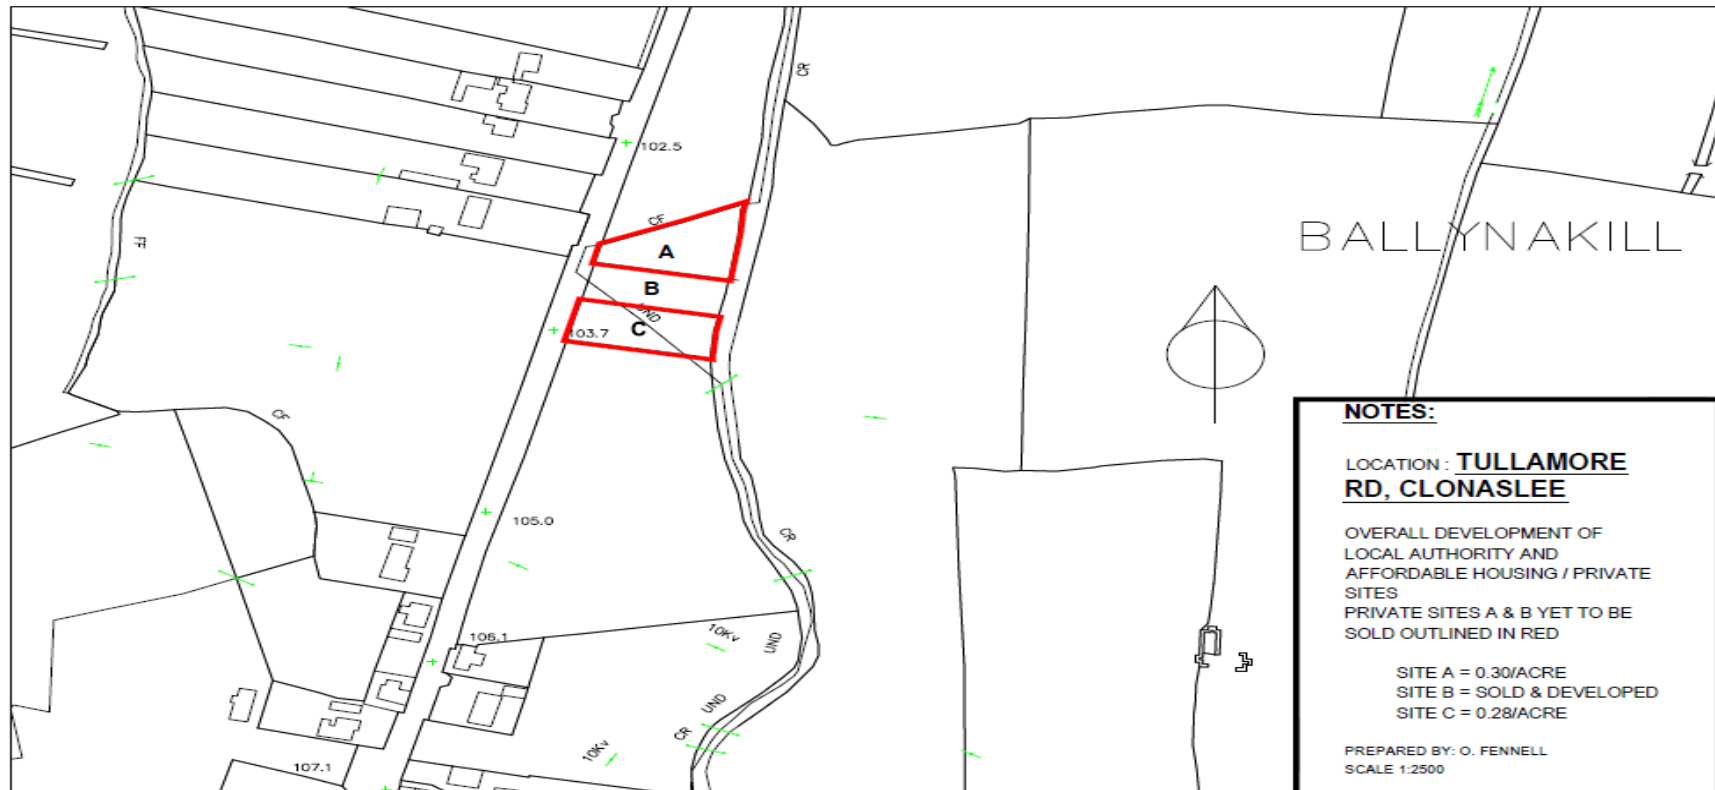 CR
102.5
CF
FF
A
BALLYNAKILL
B
UND
C
103.7
CF
105.0
CR
106.1
10Kv
UND
UND
CR
10Kv
107.1
NOTES:
LOCATION : TULLAMORE
RD, CLONASLEE
OVERALL DEVELOPMENT OF
LOCAL AUTHORITY AND
AFFORDABLE HOUSING / PRIVATE
SITES
PRIVATE SITES A & B YET TO BE
SOLD OUTLINED IN RED
SITE A = 0.30/ACRE
SITE B = SOLD & DEVELOPED
SITE C = 0.28/ACRE
PREPARED BY: O. FENNELL
SCALE 1:2500